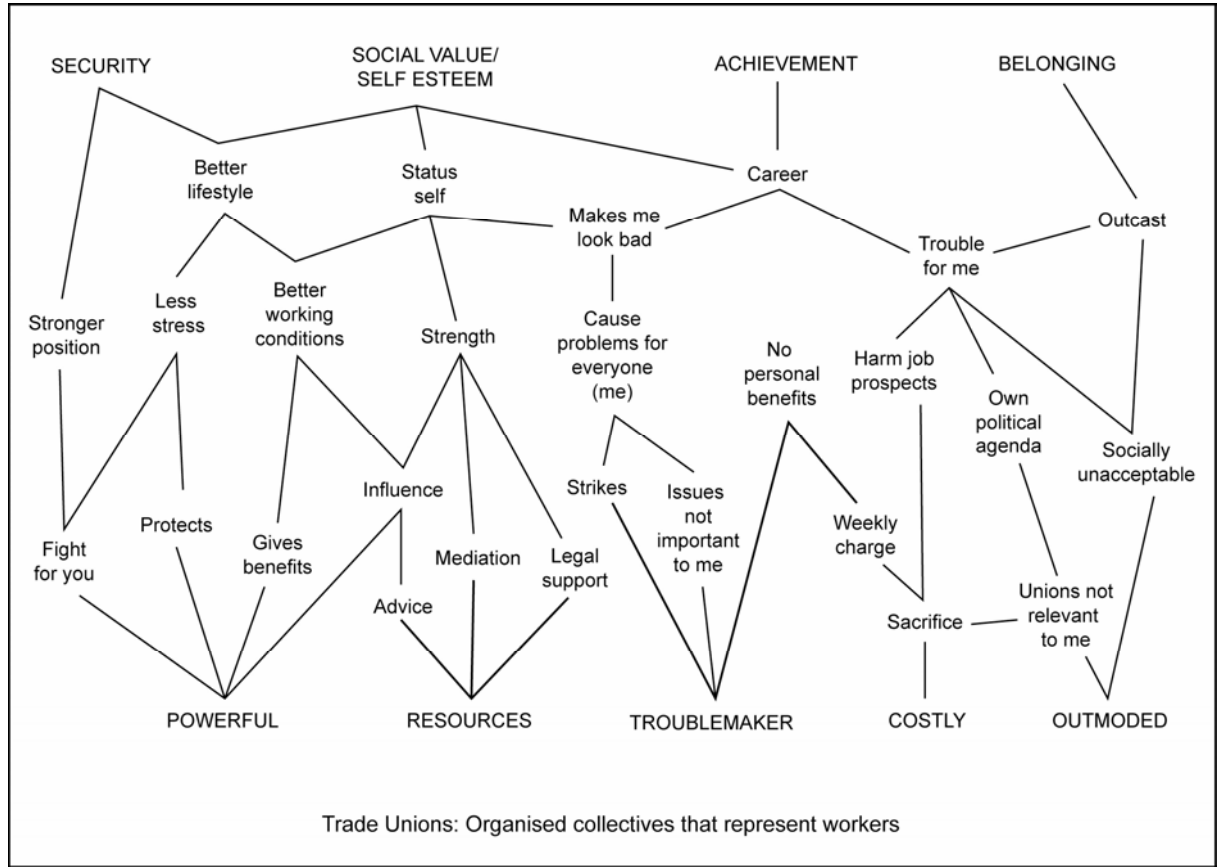 SECURITY
SOCIAL VALUE/
SELF ESTEEM
ACHIEVEMENT
BELONGING
Better
lifestyle
Status
self
Career
Makes me
look bad
Outcast
Trouble
for me
Stronger
position
Less
stress
Better
working
conditions
Strength
Cause
problems for
everyone
(me)
No
personal
benefits
Harm job
prospects
Own
political
agenda
Socially
unacceptable
Influence
Strikes
Issues
not
important
to me
Weekly
charge
Fight
for you
Protects
Gives
benefits
Mediation
Legal
support
Advice
Sacrifice
Unions not
relevant
to me
POWERFUL
RESOURCES
TROUBLEMAKER
COSTLY
OUTMODED
Trade Unions: Organised collectives that represent workers